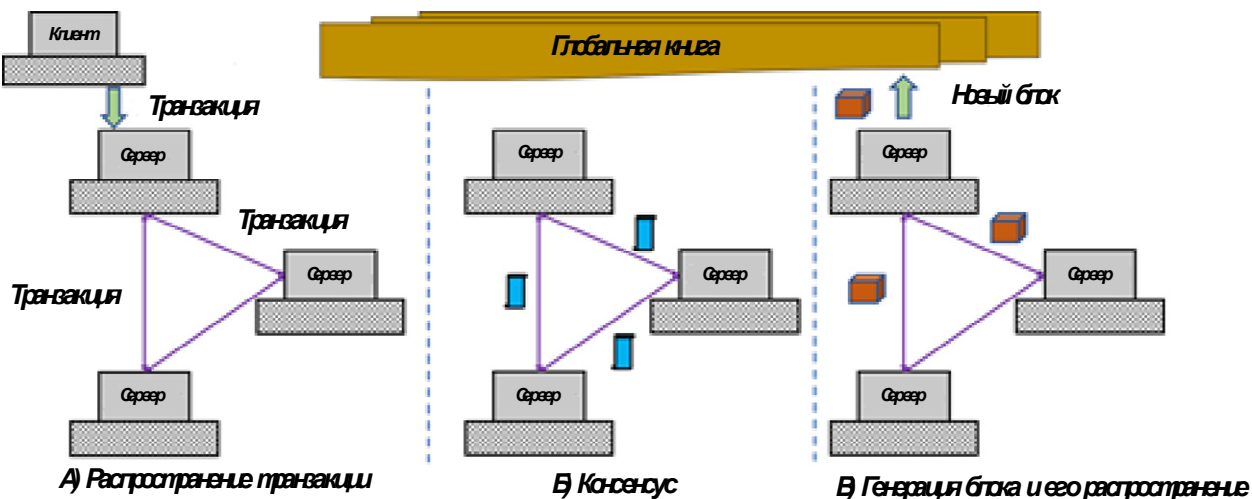 Клиент
Глобальная книга
Транзакция
Новый блок
Сервер
Сервер
Сервер
Транзакция
Транзакция
Сервер
Сервер
Сервер
Сервер
Сервер
Сервер
А) Распространение транзакции
Б) Консенсус
В) Генерация блока и его распространение